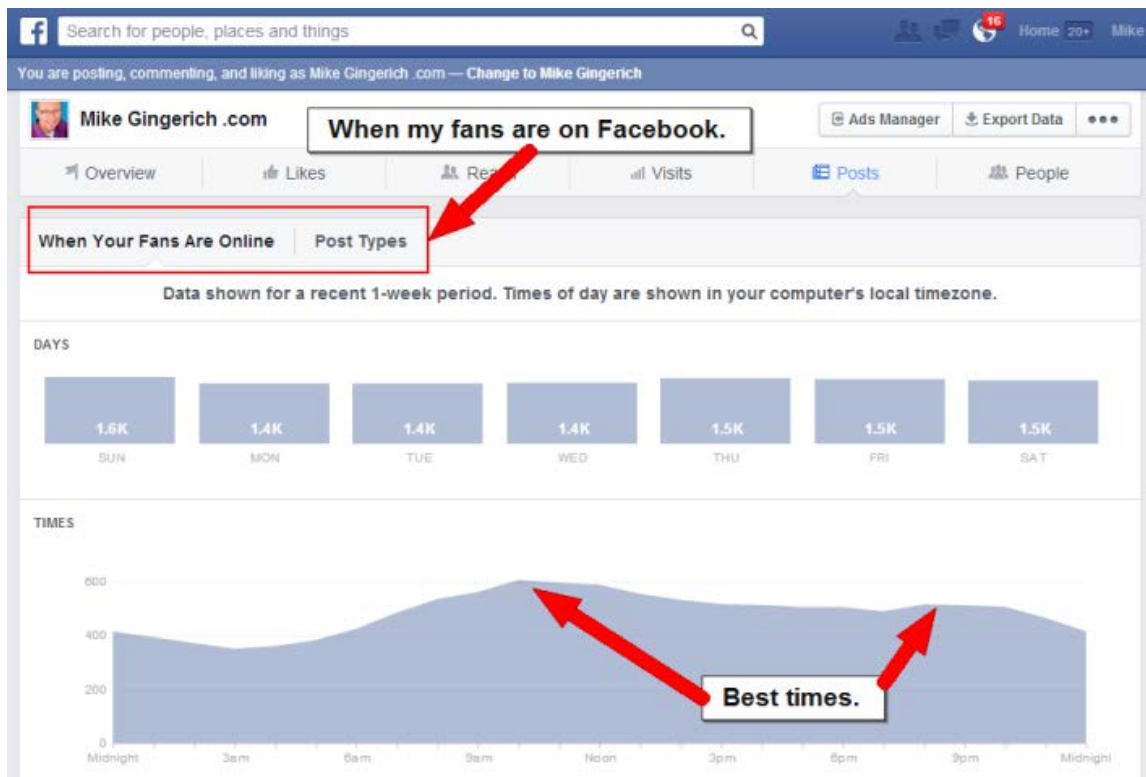 f Search for people, places and things
16
Home 20+ Mike
You are posting, commenting, and liking as Mike Gingerich .com — Change to Mike Gingerich
Mike Gingerich .com
When my fans are on Facebook.
Ads Manager Export Data
Overview Likes Visits Posts People
When Your Fans Are Online Post Types
Data shown for a recent 1-week period. Times of day are shown in your computer's local timezone.
DAYS
1.6K 1.4K 1.4K 1.4K 1.5K 1.5K 1.5K
SUN MON TUE WED THU FRI SAT
TIMES
600
400
200
0
Midnight 3am 6am 9am Noon 3pm 6pm 9pm Midnight
Best times.